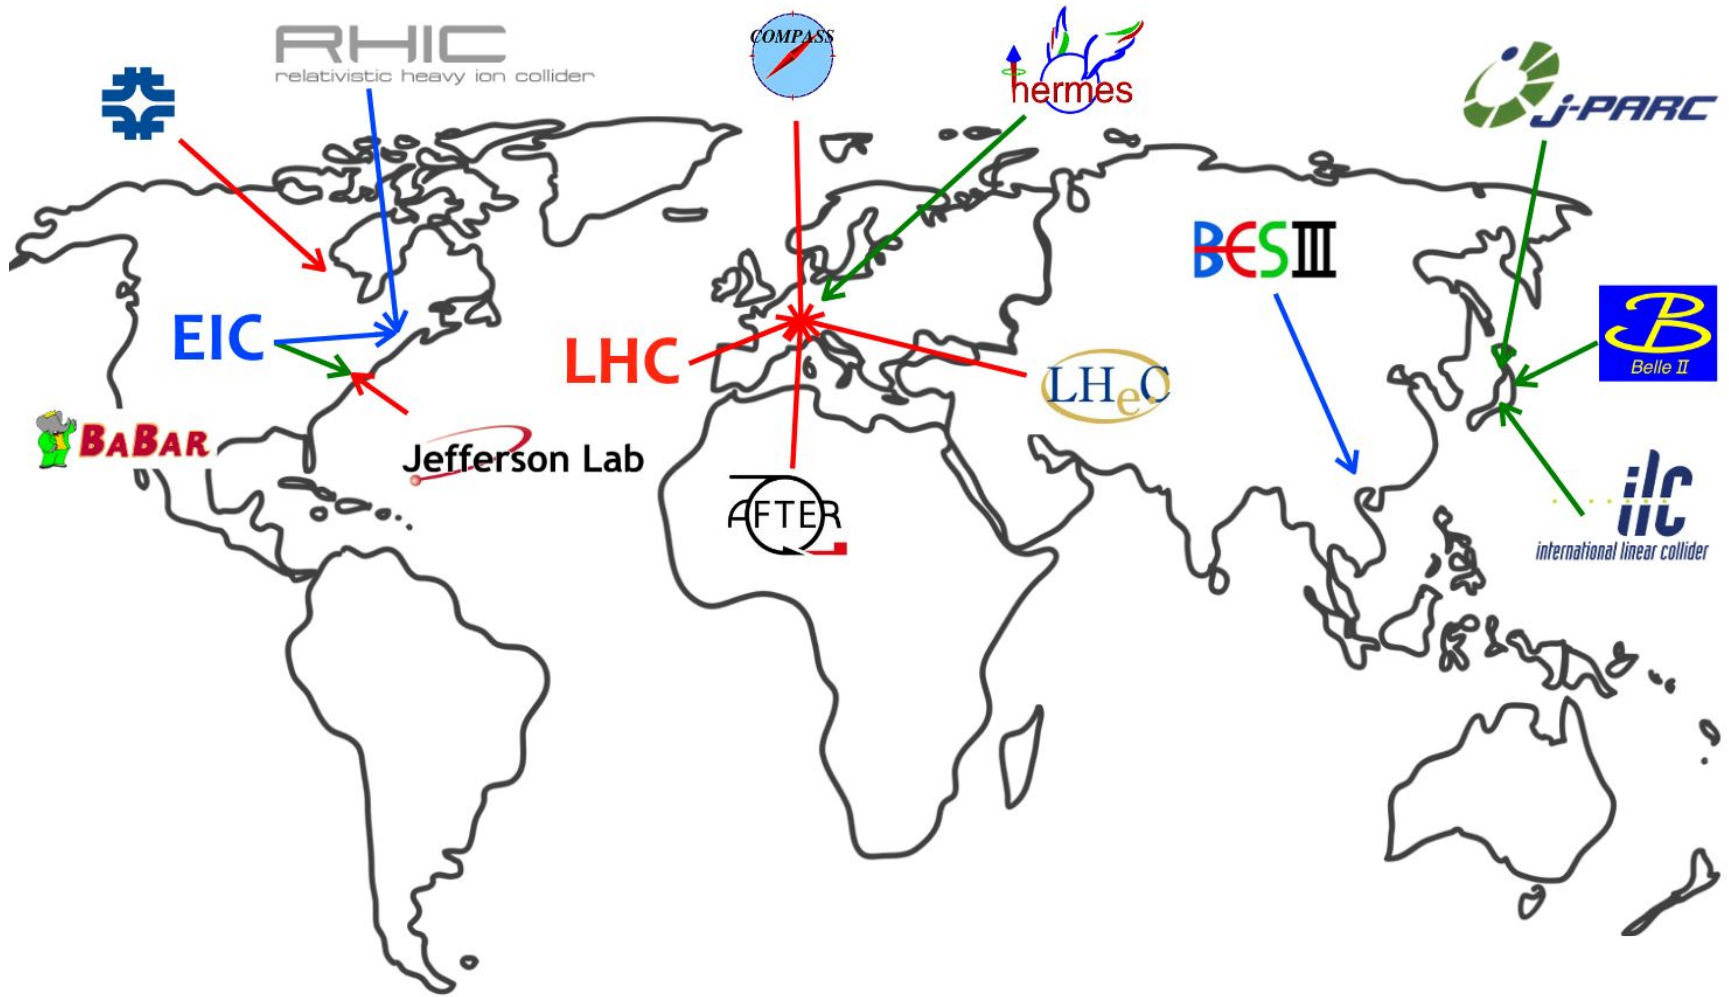 RHIC
relativistic heavy ion collider
COMPASS
hermes
j-PARC
BESIII
EIC
LHC
LHeC
B
Belle II
BABAR
Jefferson Lab
AFTER
ilc
international linear collider